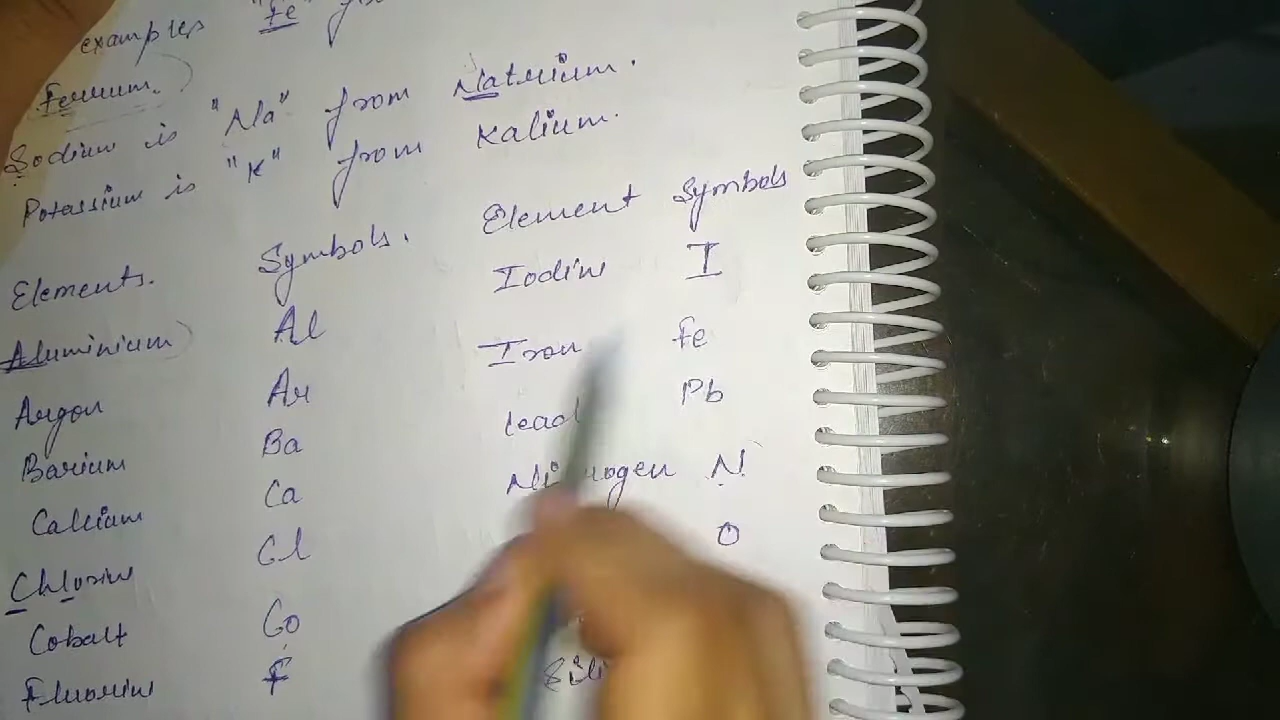 examples "Fe"
Ferrum.)
Sodium is "Na" from Natrium.
Potassium is "K" from Kalium.
Elements. Symbols. Element Symbols
Aluminium) Al Iodine I
Argon Ar Iron Fe
Barium Ba Lead Pb
Calcium Ca Nitrogen N
Chlorine Cl O
Cobalt Co
Fluorine F